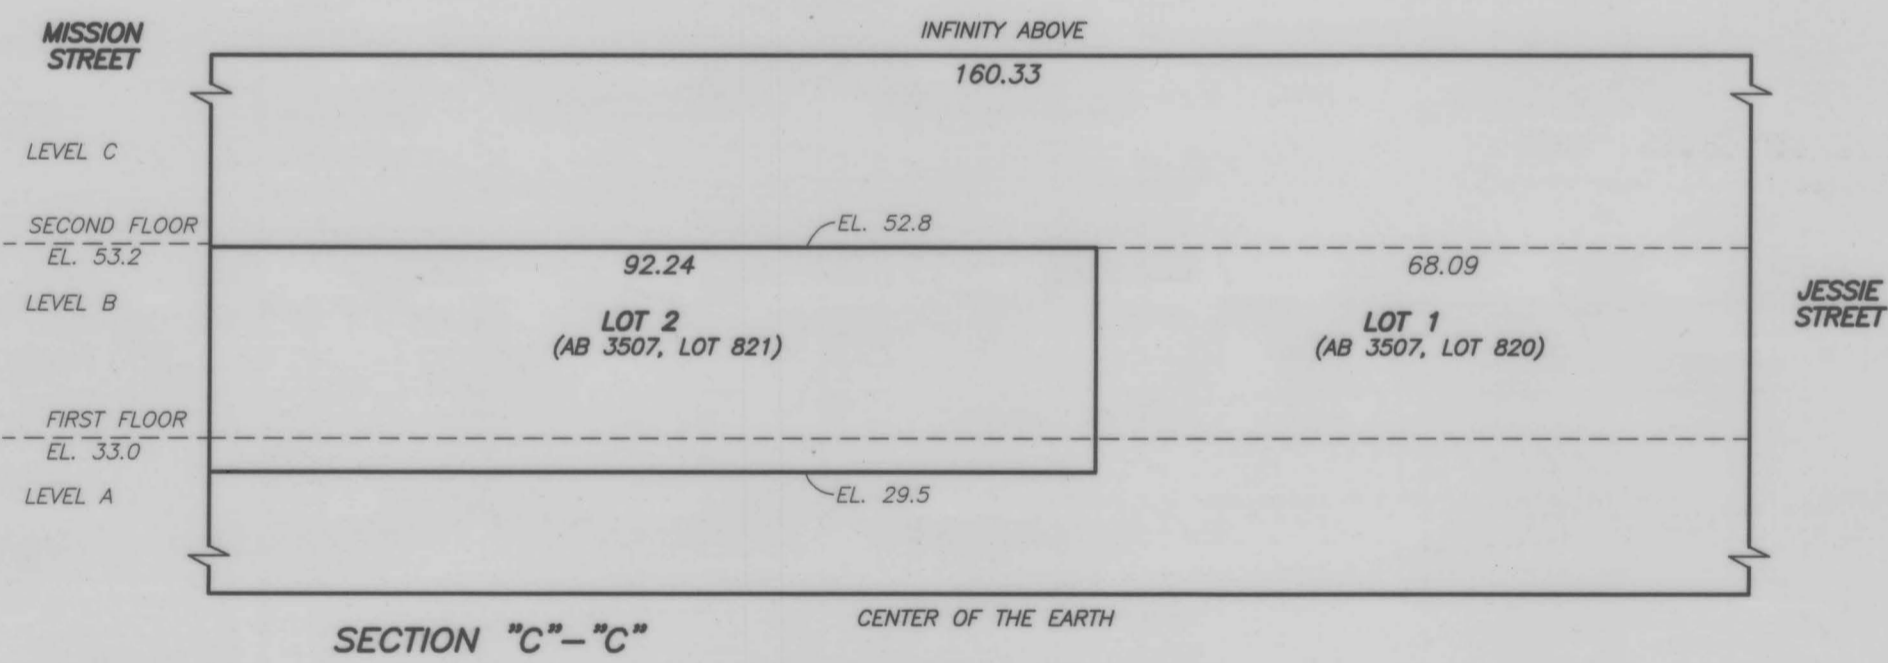 MISSION
STREET
INFINITY ABOVE
160.33
LEVEL C
SECOND FLOOR
EL. 53.2
EL. 52.8
92.24
68.09
LEVEL B
LOT 2
(AB 3507, LOT 821)
LOT 1
(AB 3507, LOT 820)
JESSIE
STREET
FIRST FLOOR
EL. 33.0
LEVEL A
EL. 29.5
CENTER OF THE EARTH
SECTION "C"–"C"